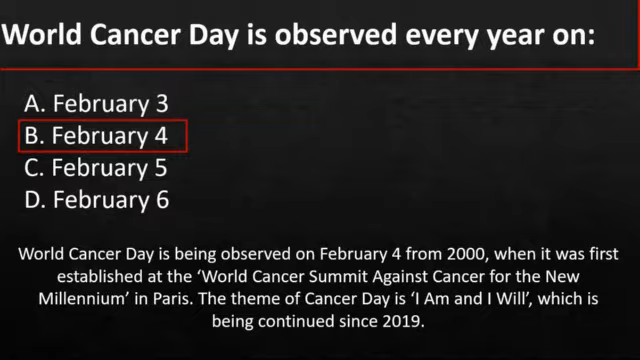 World Cancer Day is observed every year on:
A. February 3
B. February 4
C. February 5
D. February 6
World Cancer Day is being observed on February 4 from 2000, when it was first
established at the ‘World Cancer Summit Against Cancer for the New
Millennium’ in Paris. The theme of Cancer Day is ‘I Am and I Will’, which is
being continued since 2019.